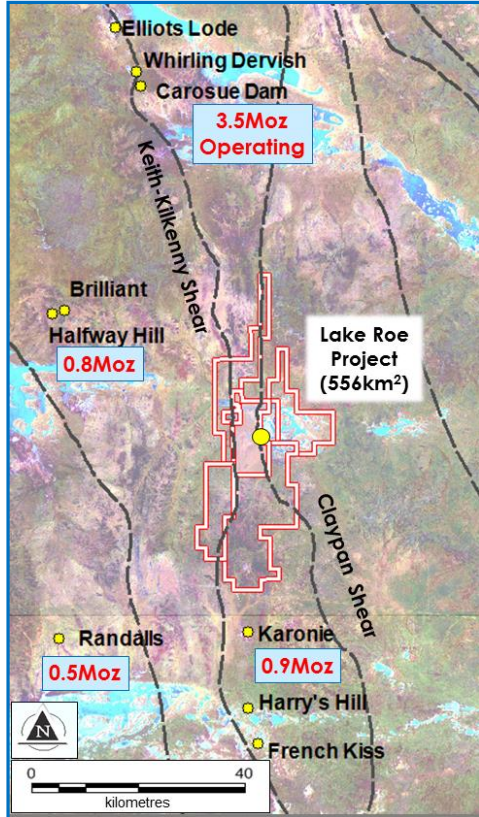 Elliots Lode
Whirling Dervish
Carosue Dam
3.5Moz
Operating
Keith-Kilkenny Shear
Brilliant
Halfway Hill
0.8Moz
Lake Roe
Project
(556km²)
Claypan Shear
Randalls
0.5Moz
Karonie
0.9Moz
Harry's Hill
French Kiss
N
0 40
kilometres